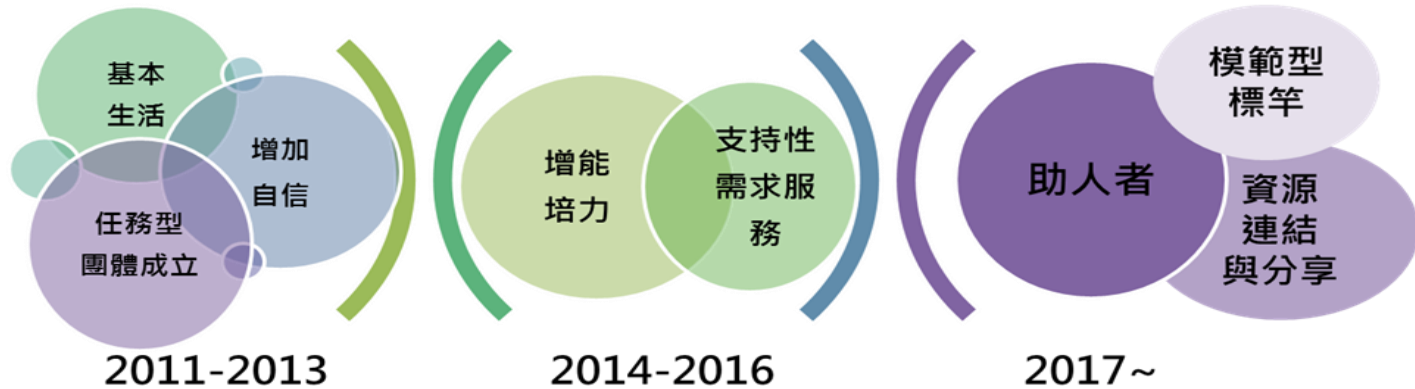 基本
生活
增加
自信
任務型
團體成立
2011-2013
增能
培力
支持性
需求服
務
2014-2016
助人者
模範型
標竿
資源
連結
與分享
2017~